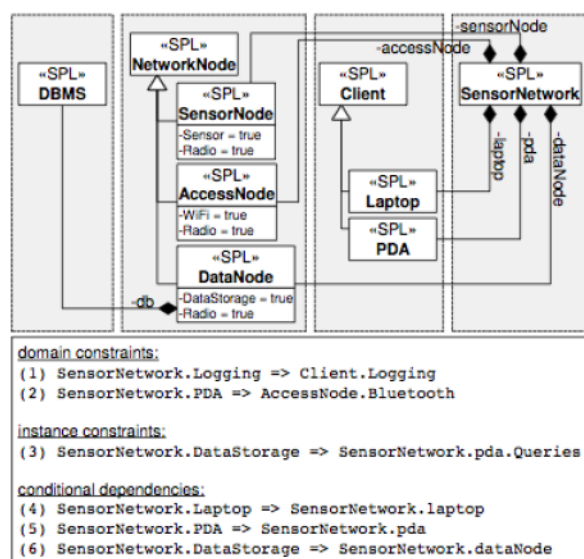 -sensorNode
-accessNode
«SPL»
DBMS
«SPL»
NetworkNode
«SPL»
SensorNode
-Sensor = true
-Radio = true
«SPL»
AccessNode
-WiFi = true
-Radio = true
«SPL»
DataNode
-DataStorage = true
-Radio = true
-db
«SPL»
Client
«SPL»
Laptop
«SPL»
PDA
«SPL»
SensorNetwork
-laptop
-pda
-dataNode
domain constraints:
(1) SensorNetwork.Logging => Client.Logging
(2) SensorNetwork.PDA => AccessNode.Bluetooth
instance constraints:
(3) SensorNetwork.DataStorage => SensorNetwork.pda.Queries
conditional dependencies:
(4) SensorNetwork.Laptop => SensorNetwork.laptop
(5) SensorNetwork.PDA => SensorNetwork.pda
(6) SensorNetwork.DataStorage => SensorNetwork.dataNode